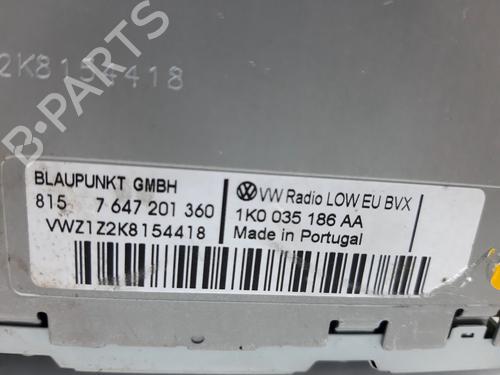 2K8154418
BLAUPUNKT GMBH
815 7 647 201 360
VWZ1Z2K8154418
VW Radio LOW EU BVX
1K0 035 186 AA
Made in Portugal
B-PARTS